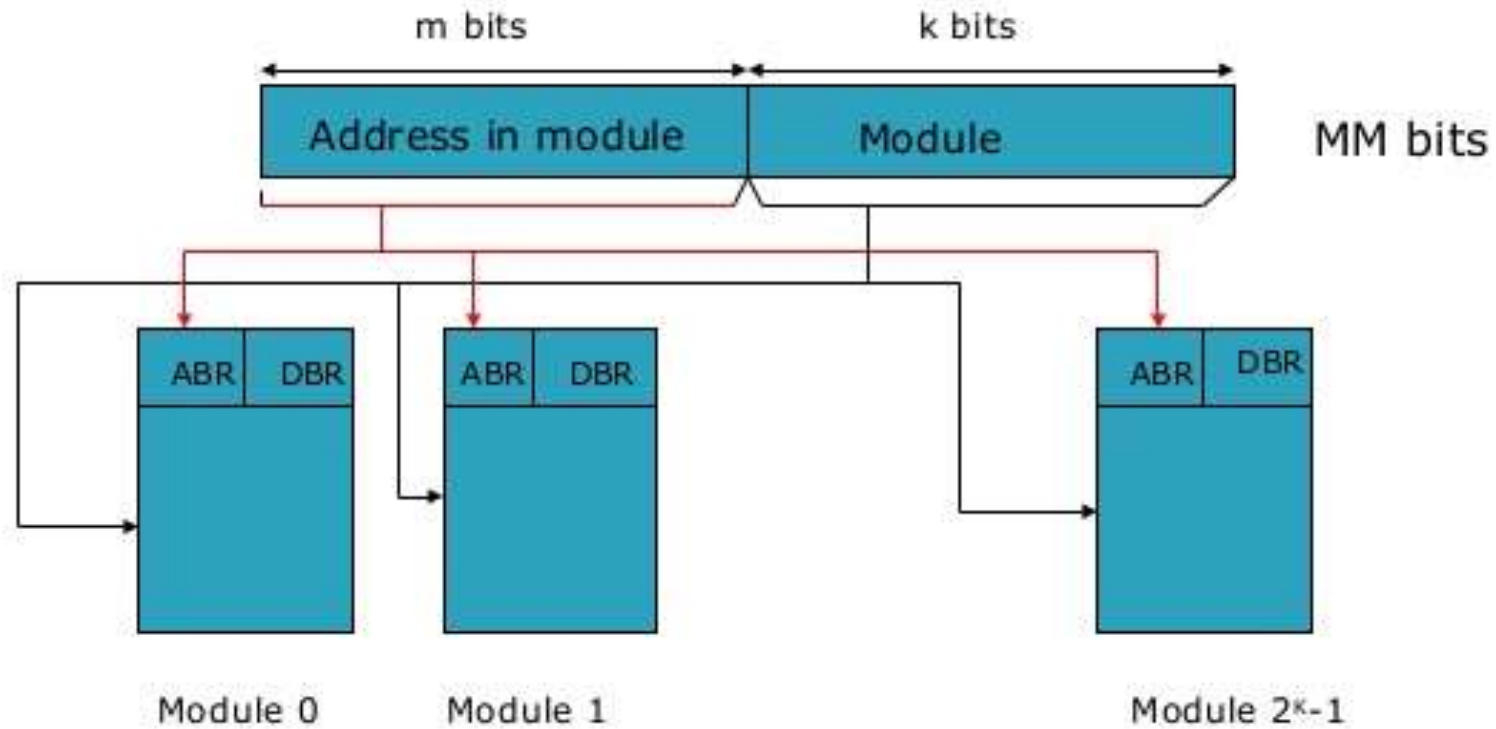 m bits
k bits
Address in module
Module
MM bits
ABR
DBR
ABR
DBR
ABR
DBR
Module 0
Module 1
Module 2ᴷ-1